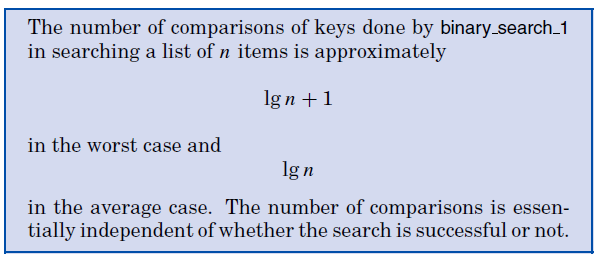 The number of comparisons of keys done by binary_search_1
in searching a list of n items is approximately
lg n + 1
in the worst case and
lg n
in the average case. The number of comparisons is essen-
tially independent of whether the search is successful or not.